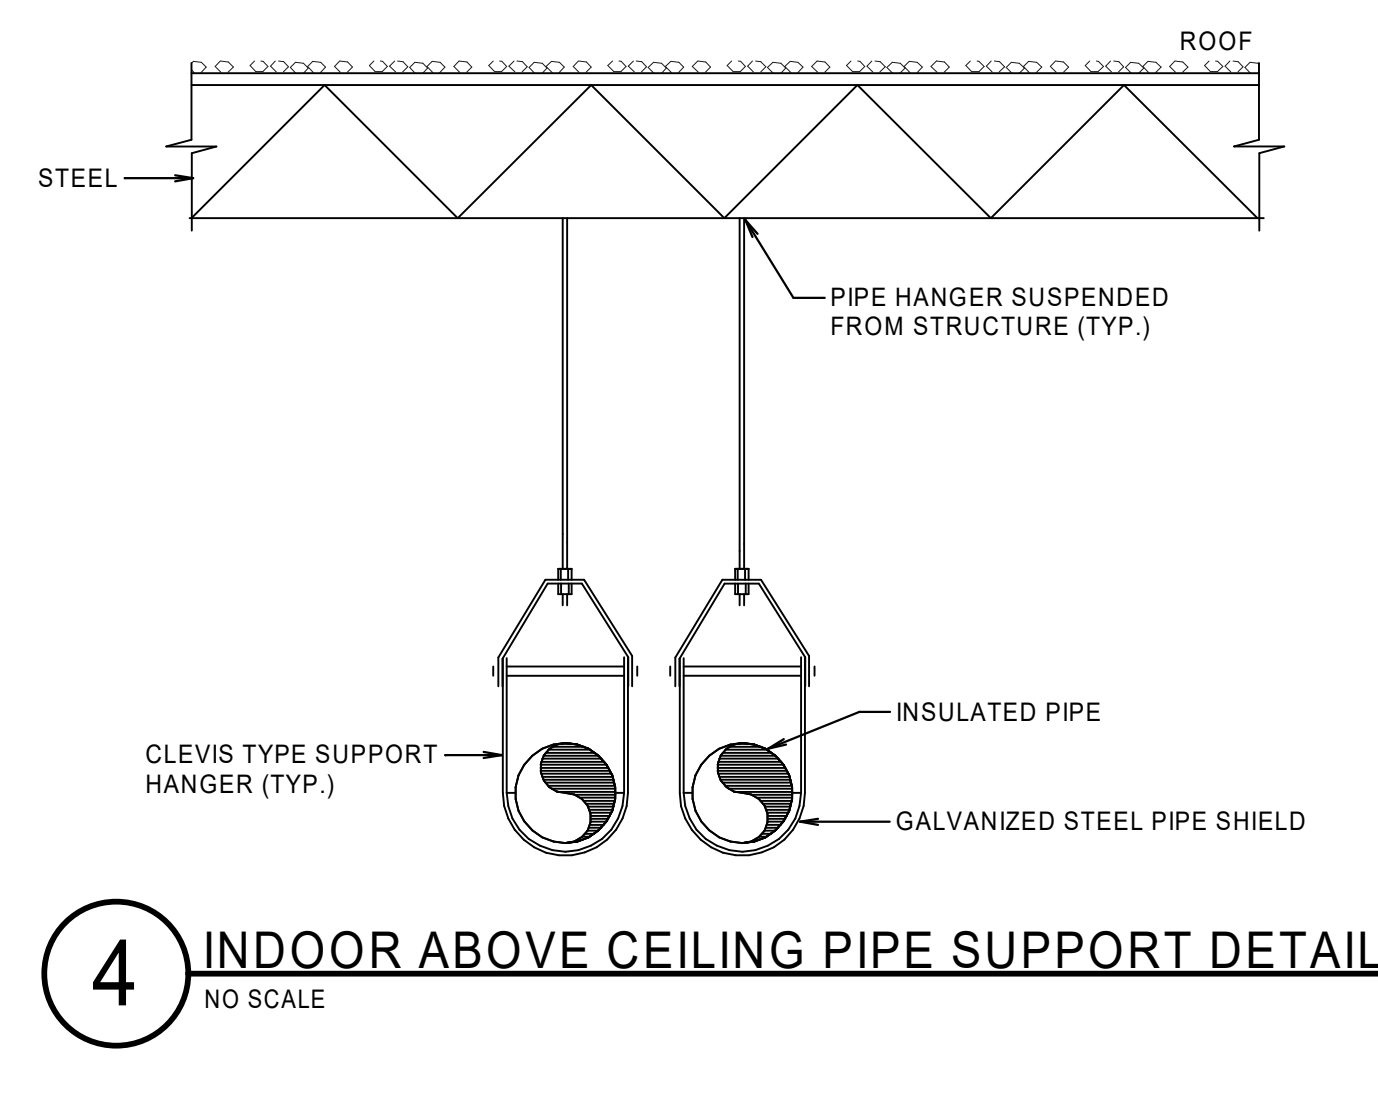 ROOF
STEEL
PIPE HANGER SUSPENDED
FROM STRUCTURE (TYP.)
INSULATED PIPE
CLEVIS TYPE SUPPORT
HANGER (TYP.)
GALVANIZED STEEL PIPE SHIELD
4
INDOOR ABOVE CEILING PIPE SUPPORT DETAIL
NO SCALE